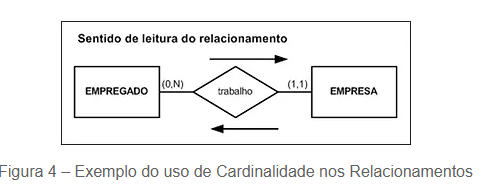 Sentido de leitura do relacionamento
EMPREGADO
(0,N)
trabalho
(1,1)
EMPRESA
Figura 4 – Exemplo do uso de Cardinalidade nos Relacionamentos